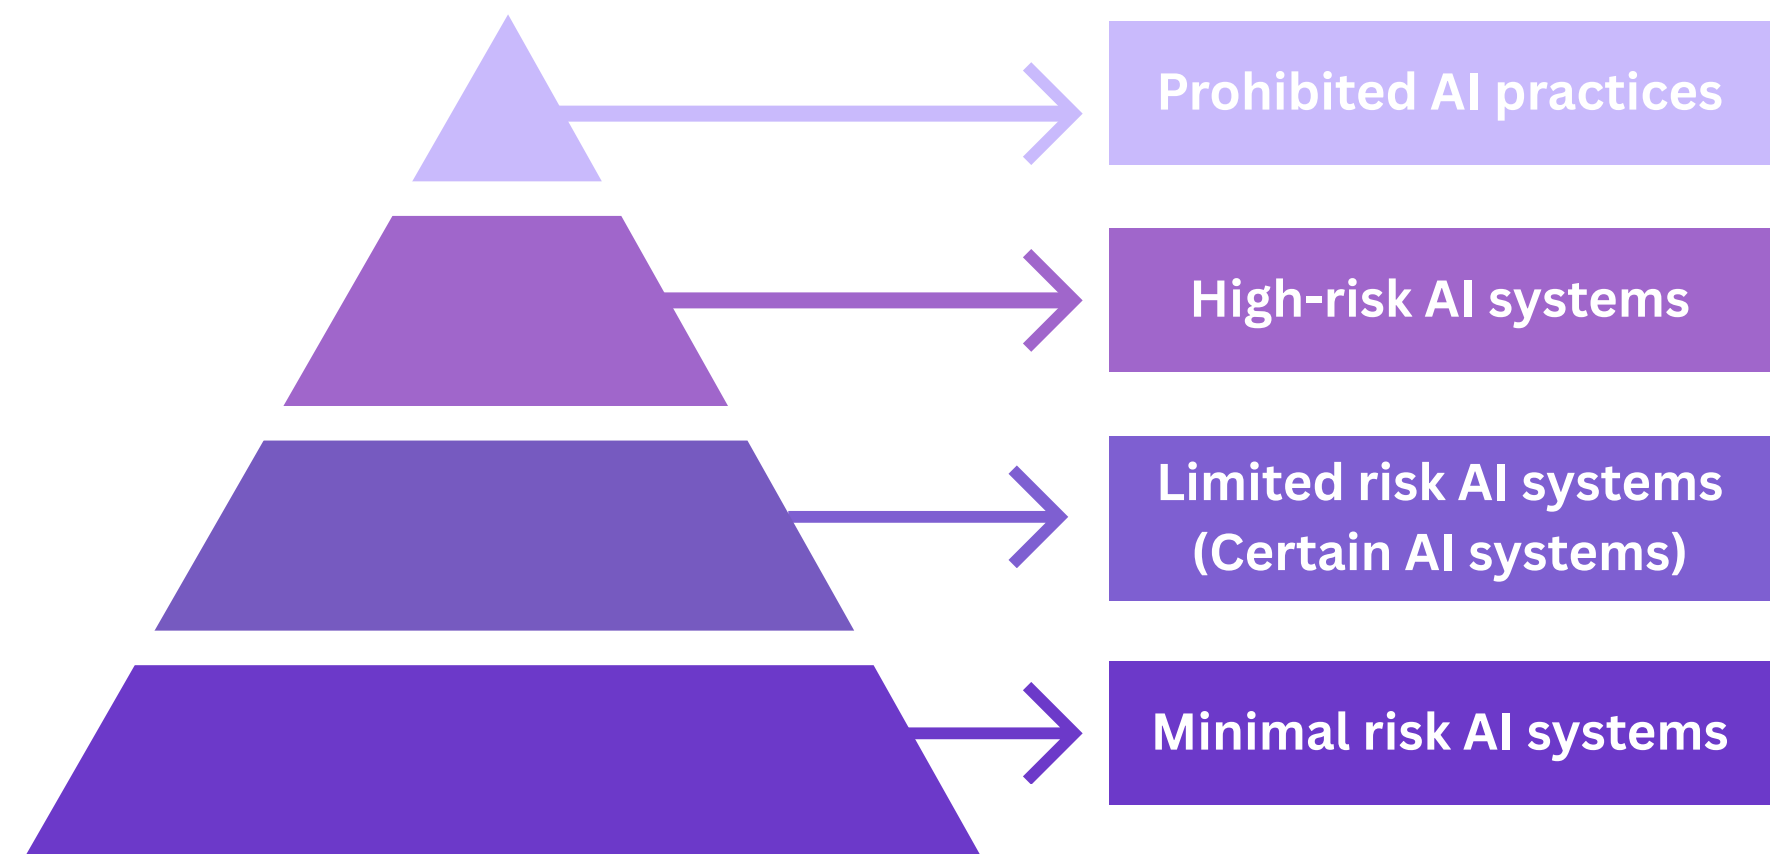 Prohibited AI practices
High-risk AI systems
Limited risk AI systems
(Certain AI systems)
Minimal risk AI systems